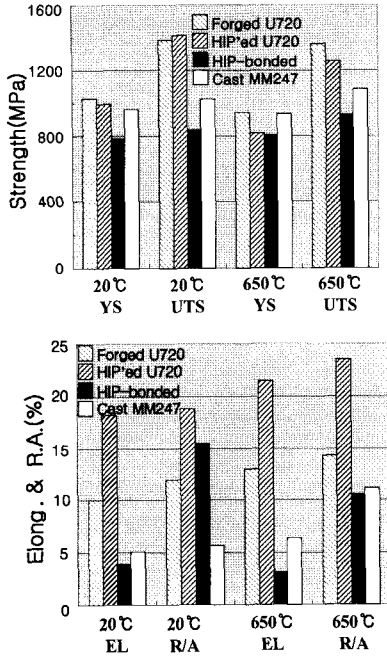 1600
1200
800
400
0
Strength(MPa)
Forged U720
HIP'ed U720
HIP-bonded
Cast MM247
20℃ 20℃ 650℃ 650℃
YS UTS YS UTS
25
20
15
10
5
0
Elong. & R.A.(%)
Forged U720
HIP'ed U720
HIP-bonded
Cast MM247
20℃ 20℃ 650℃ 650℃
EL R/A EL R/A